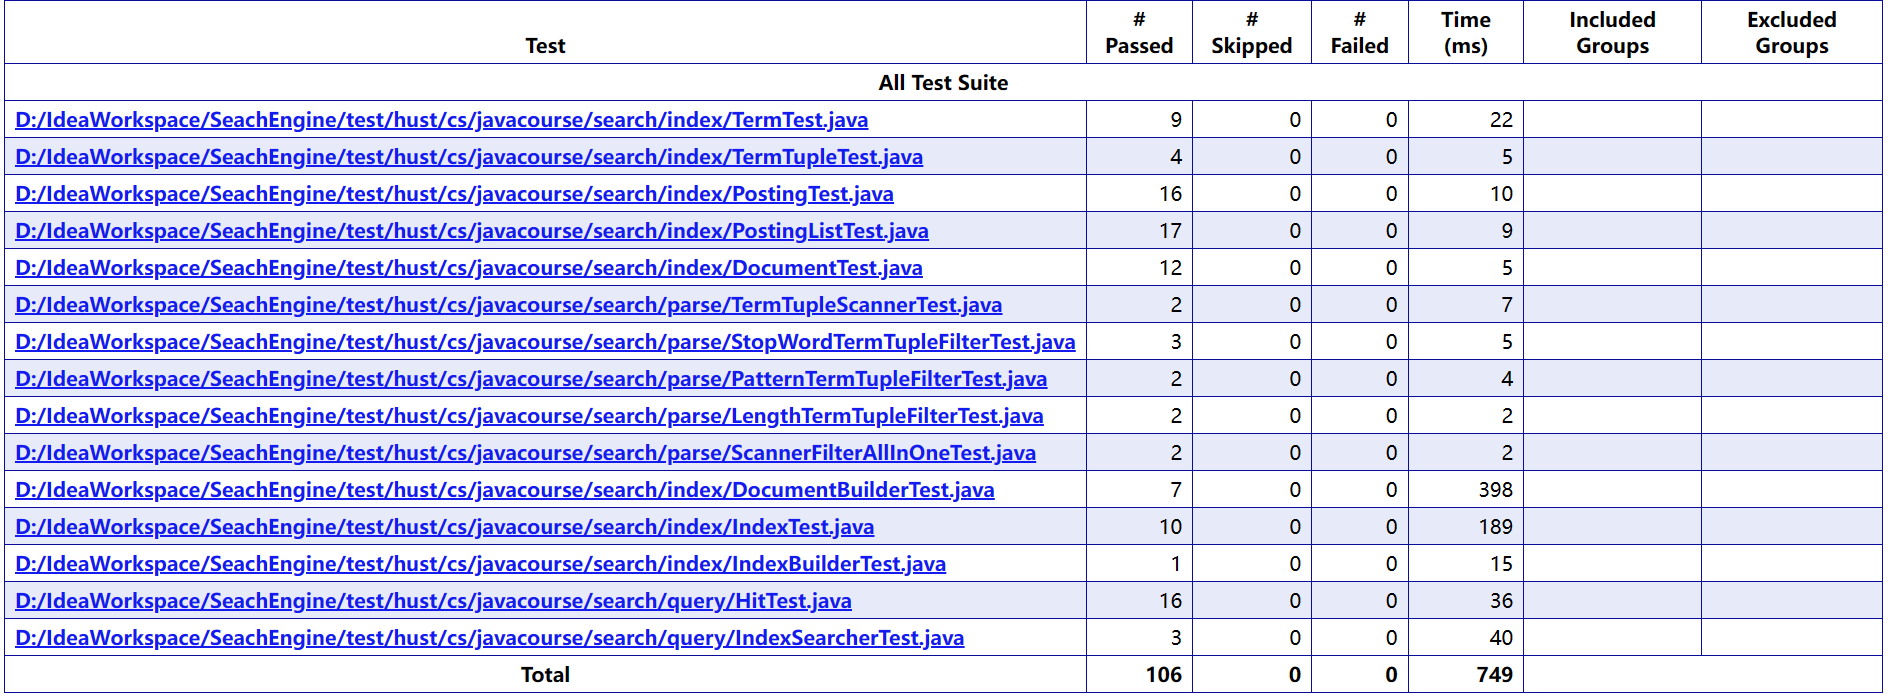 Test # Passed # Skipped # Failed Time (ms) Included Groups Excluded Groups
All Test Suite
D:/IdeaWorkspace/SeachEngine/test/hust/cs/javacourse/search/index/TermTest.java 9 0 0 22
D:/IdeaWorkspace/SeachEngine/test/hust/cs/javacourse/search/index/TermTupleTest.java 4 0 0 5
D:/IdeaWorkspace/SeachEngine/test/hust/cs/javacourse/search/index/PostingTest.java 16 0 0 10
D:/IdeaWorkspace/SeachEngine/test/hust/cs/javacourse/search/index/PostingListTest.java 17 0 0 9
D:/IdeaWorkspace/SeachEngine/test/hust/cs/javacourse/search/index/DocumentTest.java 12 0 0 5
D:/IdeaWorkspace/SeachEngine/test/hust/cs/javacourse/search/parse/TermTupleScannerTest.java 2 0 0 7
D:/IdeaWorkspace/SeachEngine/test/hust/cs/javacourse/search/parse/StopWordTermTupleFilterTest.java 3 0 0 5
D:/IdeaWorkspace/SeachEngine/test/hust/cs/javacourse/search/parse/PatternTermTupleFilterTest.java 2 0 0 4
D:/IdeaWorkspace/SeachEngine/test/hust/cs/javacourse/search/parse/LengthTermTupleFilterTest.java 2 0 0 2
D:/IdeaWorkspace/SeachEngine/test/hust/cs/javacourse/search/parse/ScannerFilterAllInOneTest.java 2 0 0 2
D:/IdeaWorkspace/SeachEngine/test/hust/cs/javacourse/search/index/DocumentBuilderTest.java 7 0 0 398
D:/IdeaWorkspace/SeachEngine/test/hust/cs/javacourse/search/index/IndexTest.java 10 0 0 189
D:/IdeaWorkspace/SeachEngine/test/hust/cs/javacourse/search/index/IndexBuilderTest.java 1 0 0 15
D:/IdeaWorkspace/SeachEngine/test/hust/cs/javacourse/search/query/HitTest.java 16 0 0 36
D:/IdeaWorkspace/SeachEngine/test/hust/cs/javacourse/search/query/IndexSearcherTest.java 3 0 0 40
Total 106 0 0 749